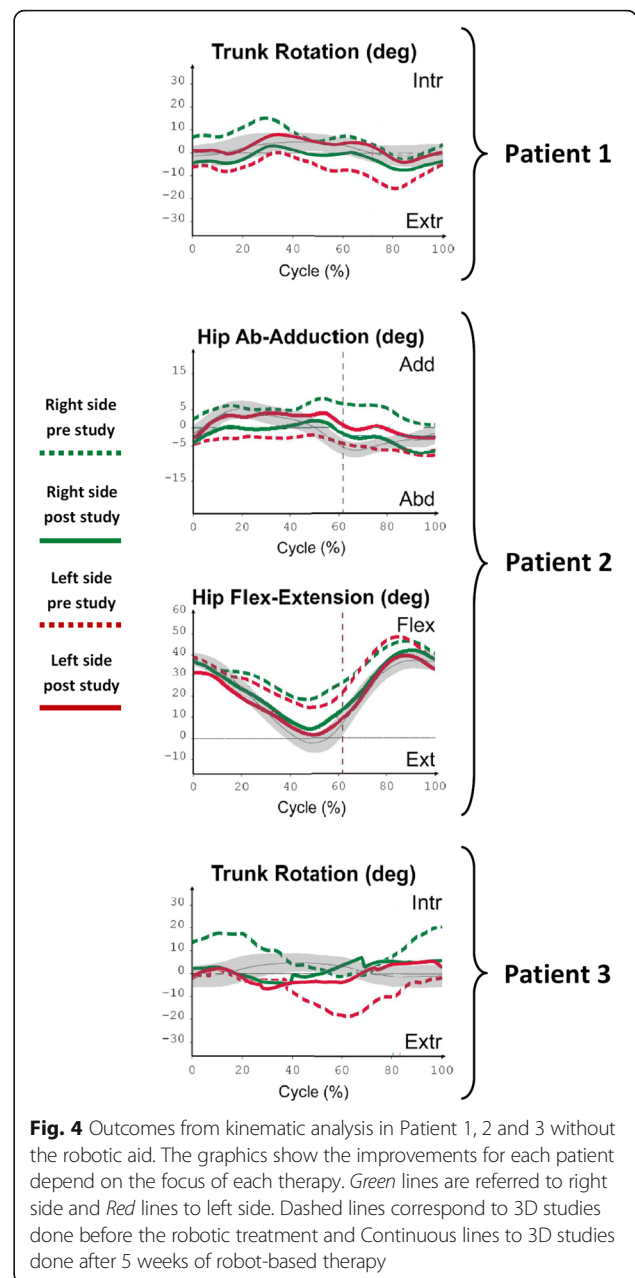 Trunk Rotation (deg)
Intr
30
20
10
0
-10
-20
-30
Extr
0 20 40 60 80 100
Cycle (%)
Patient 1
Hip Ab-Adduction (deg)
Add
15
5
-5
-15
Abd
0 20 40 60 80 100
Cycle (%)
Right side
pre study
Right side
post study
Left side
pre study
Left side
post study
Patient 2
Hip Flex-Extension (deg)
Flex
60
50
40
30
20
10
0
-10
Ext
0 20 40 60 80 100
Cycle (%)
Trunk Rotation (deg)
Intr
30
20
10
0
-10
-20
-30
Extr
0 20 40 60 80 100
Cycle (%)
Patient 3
Fig. 4 Outcomes from kinematic analysis in Patient 1, 2 and 3 without
the robotic aid. The graphics show the improvements for each patient
depend on the focus of each therapy. Green lines are referred to right
side and Red lines to left side. Dashed lines correspond to 3D studies
done before the robotic treatment and Continuous lines to 3D studies
done after 5 weeks of robot-based therapy